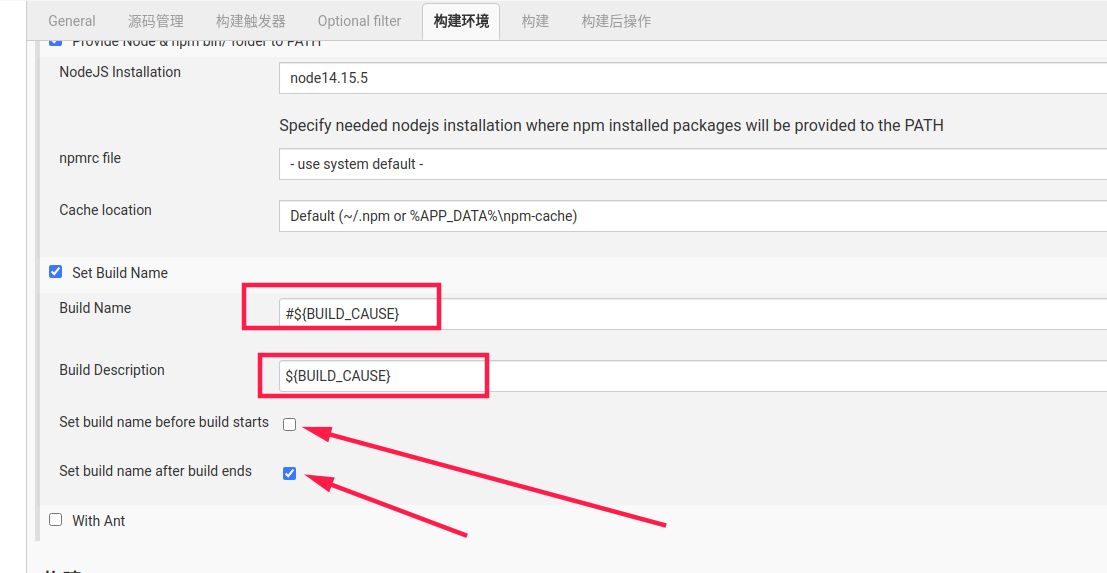 General 源码管理 构建触发器 Optional filter 构建环境 构建 构建后操作
Provide Node & npm bin/ folder to PATH
NodeJS Installation
node14.15.5
Specify needed nodejs installation where npm installed packages will be provided to the PATH
npmrc file
- use system default -
Cache location
Default (~/.npm or %APP_DATA%\npm-cache)
Set Build Name
Build Name
#${BUILD_CAUSE}
Build Description
${BUILD_CAUSE}
Set build name before build starts
Set build name after build ends
With Ant